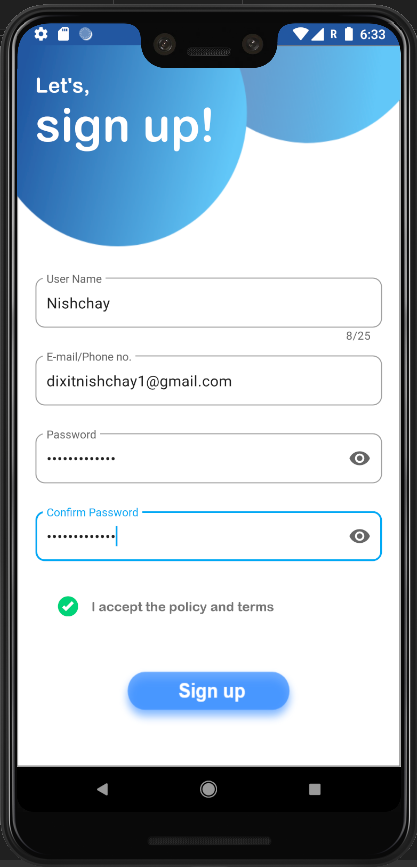 R 6:33
Let's,
sign up!
User Name
Nishchay
8/25
E-mail/Phone no.
dixitnishchay1@gmail.com
Password
•••••••••••••
Confirm Password
•••••••••••••
I accept the policy and terms
Sign up